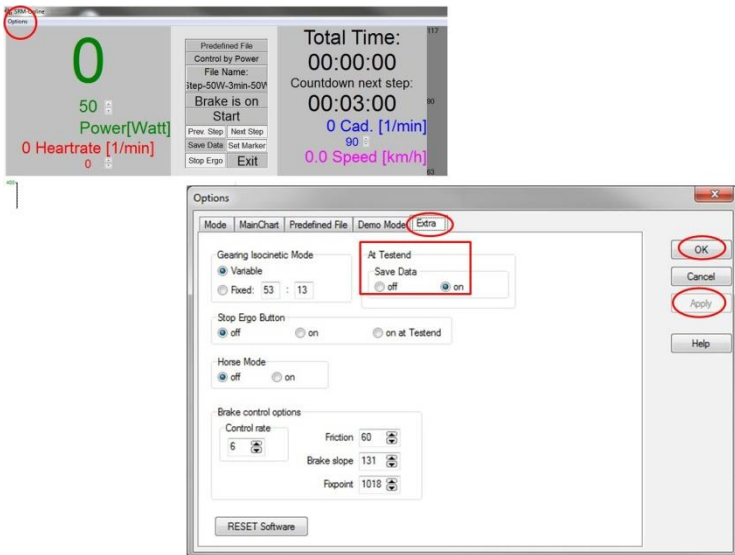 SRM-Online
Options
0
50
Power[Watt]
0 Heartrate [1/min]
0
Predefined File
Control by Power
File Name:
Step-50W-3min-50W
Brake is on
Start
Prev. Step Next Step
Save Data Set Marker
Stop Ergo Exit
Total Time:
00:00:00
Countdown next step:
00:03:00
0 Cad. [1/min]
90
0.0 Speed [km/h]
117
90
63
400
Options
Mode MainChart Predefined File Demo Mode Extra
Gearing Isocinetic Mode
Variable
Fixed: 53 : 13
At Testend
Save Data
off on
Stop Ergo Button
off on on at Testend
Horse Mode
off on
Brake control options
Control rate
6
Friction 60
Brake slope 131
Fixpoint 1018
RESET Software
OK
Cancel
Apply
Help